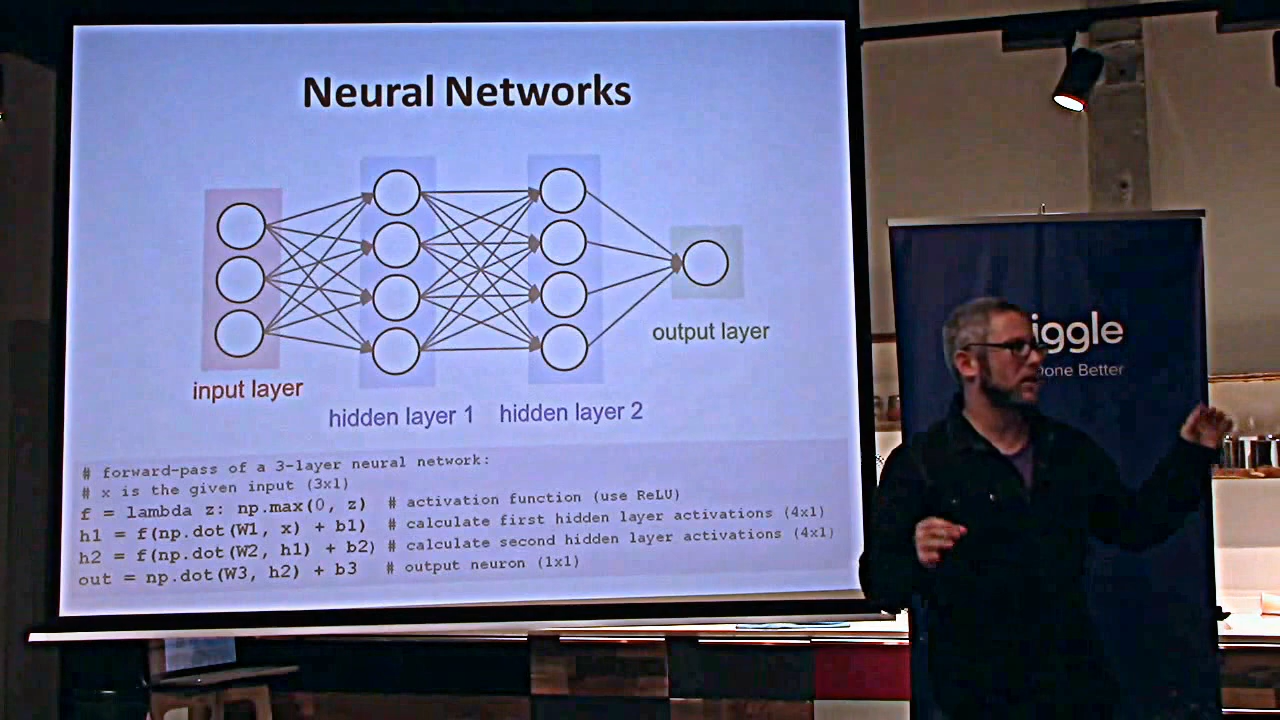 Neural Networks
input layer
hidden layer 1
hidden layer 2
output layer
# forward-pass of a 3-layer neural network:
# x is the given input (3x1)
f = lambda z: np.max(0, z)  # activation function (use ReLU)
h1 = f(np.dot(W1, x) + b1)  # calculate first hidden layer activations (4x1)
h2 = f(np.dot(W2, h1) + b2) # calculate second hidden layer activations (4x1)
out = np.dot(W3, h2) + b3   # output neuron (1x1)
iggle
Done Better